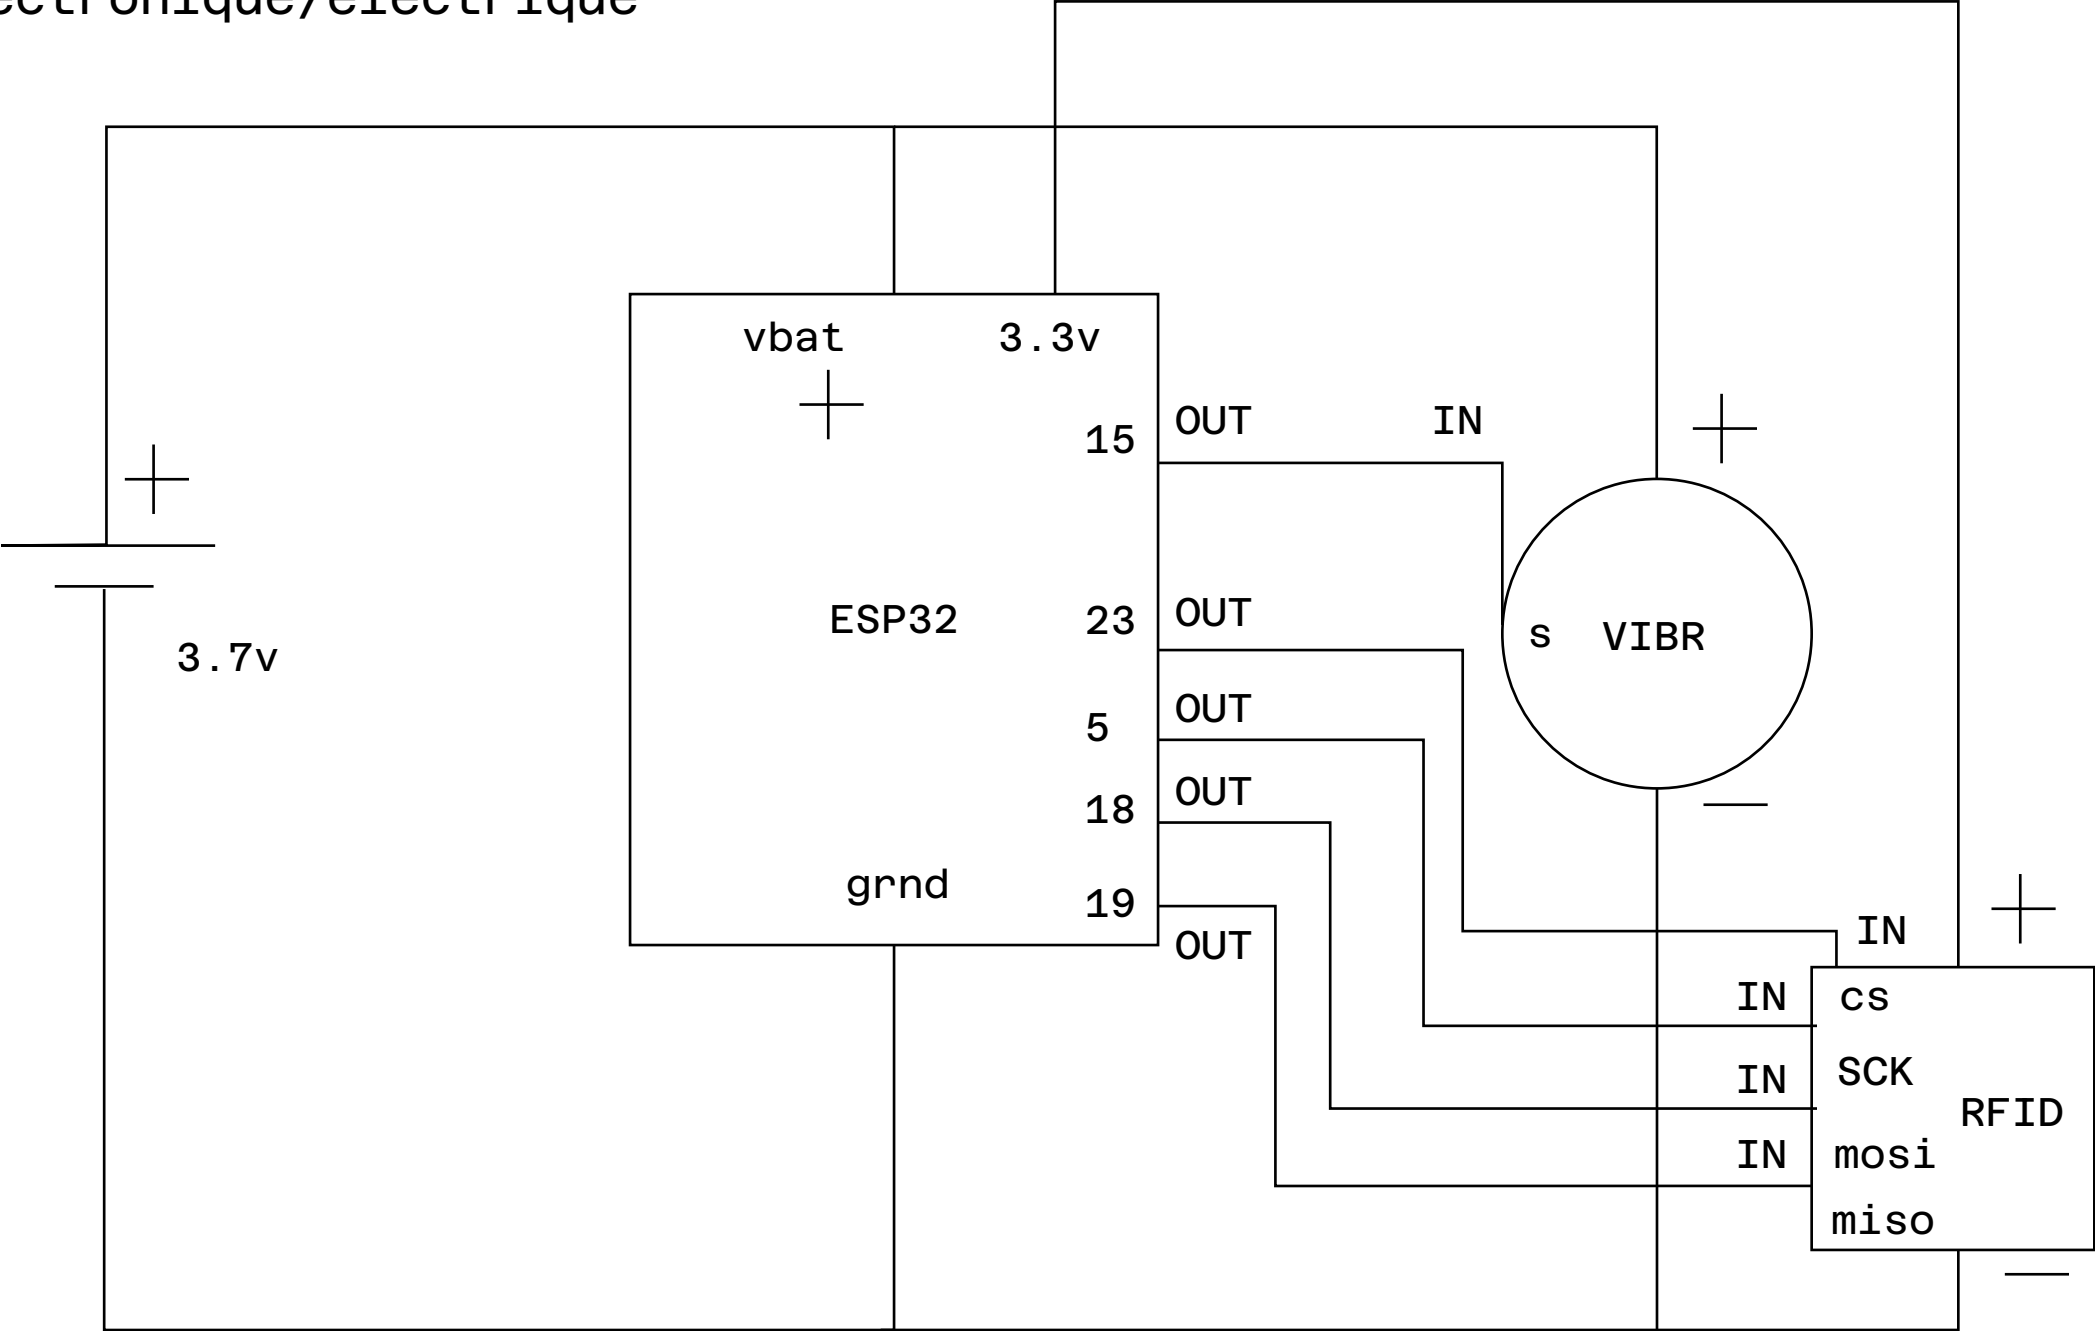 vbat 3.3v
15 OUT IN
23 OUT
ESP32
s VIBR
3.7v
5 OUT
18 OUT
grnd
19
OUT
IN
IN cs
IN SCK
RFID
IN mosi
miso